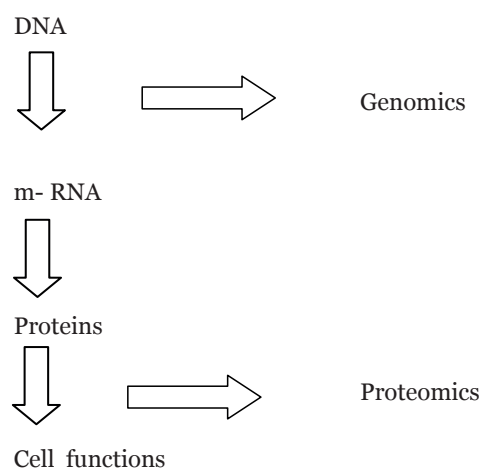 DNA
Genomics
m- RNA
Proteins
Proteomics
Cell functions